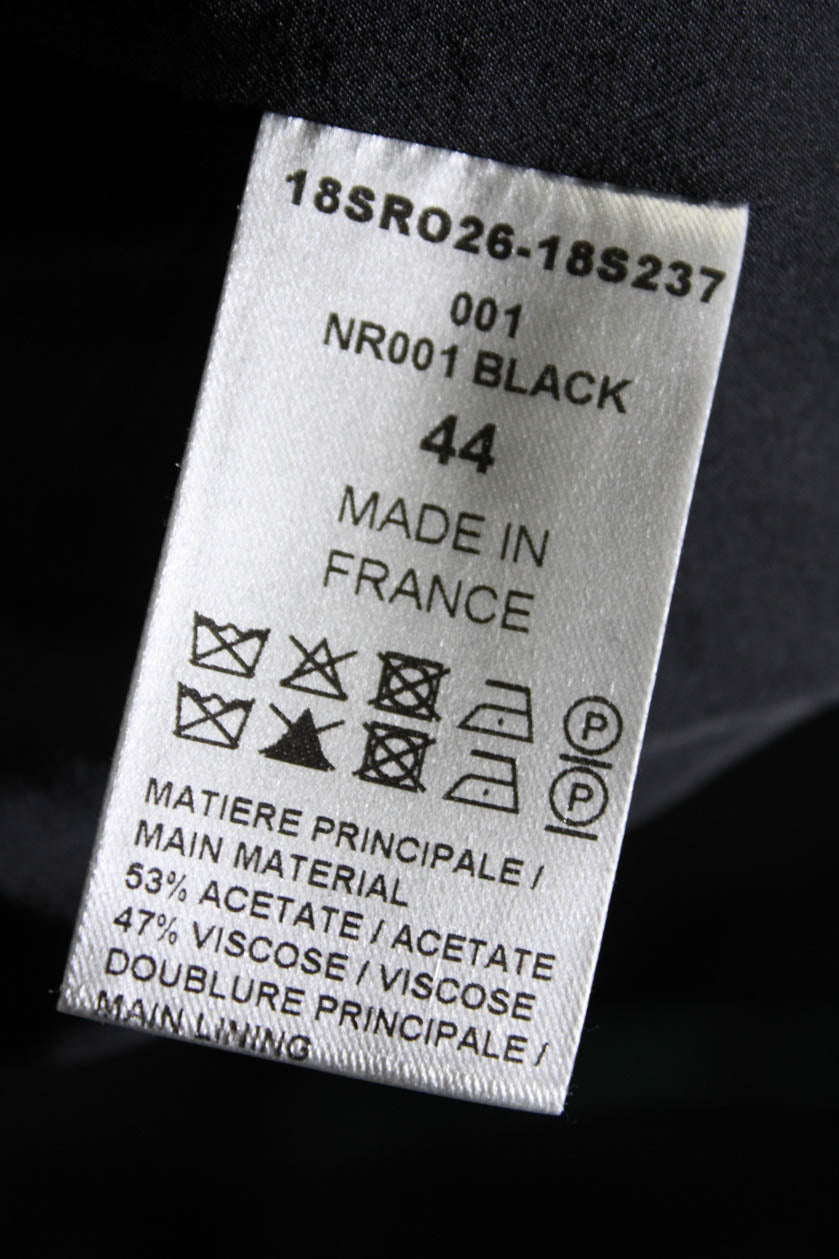 18SRO26-18S237
001
NR001 BLACK
44
MADE IN
FRANCE
P
P
MATIERE PRINCIPALE /
MAIN MATERIAL
53% ACETATE / ACETATE
47% VISCOSE / VISCOSE
DOUBLURE PRINCIPALE /
MAIN LINING